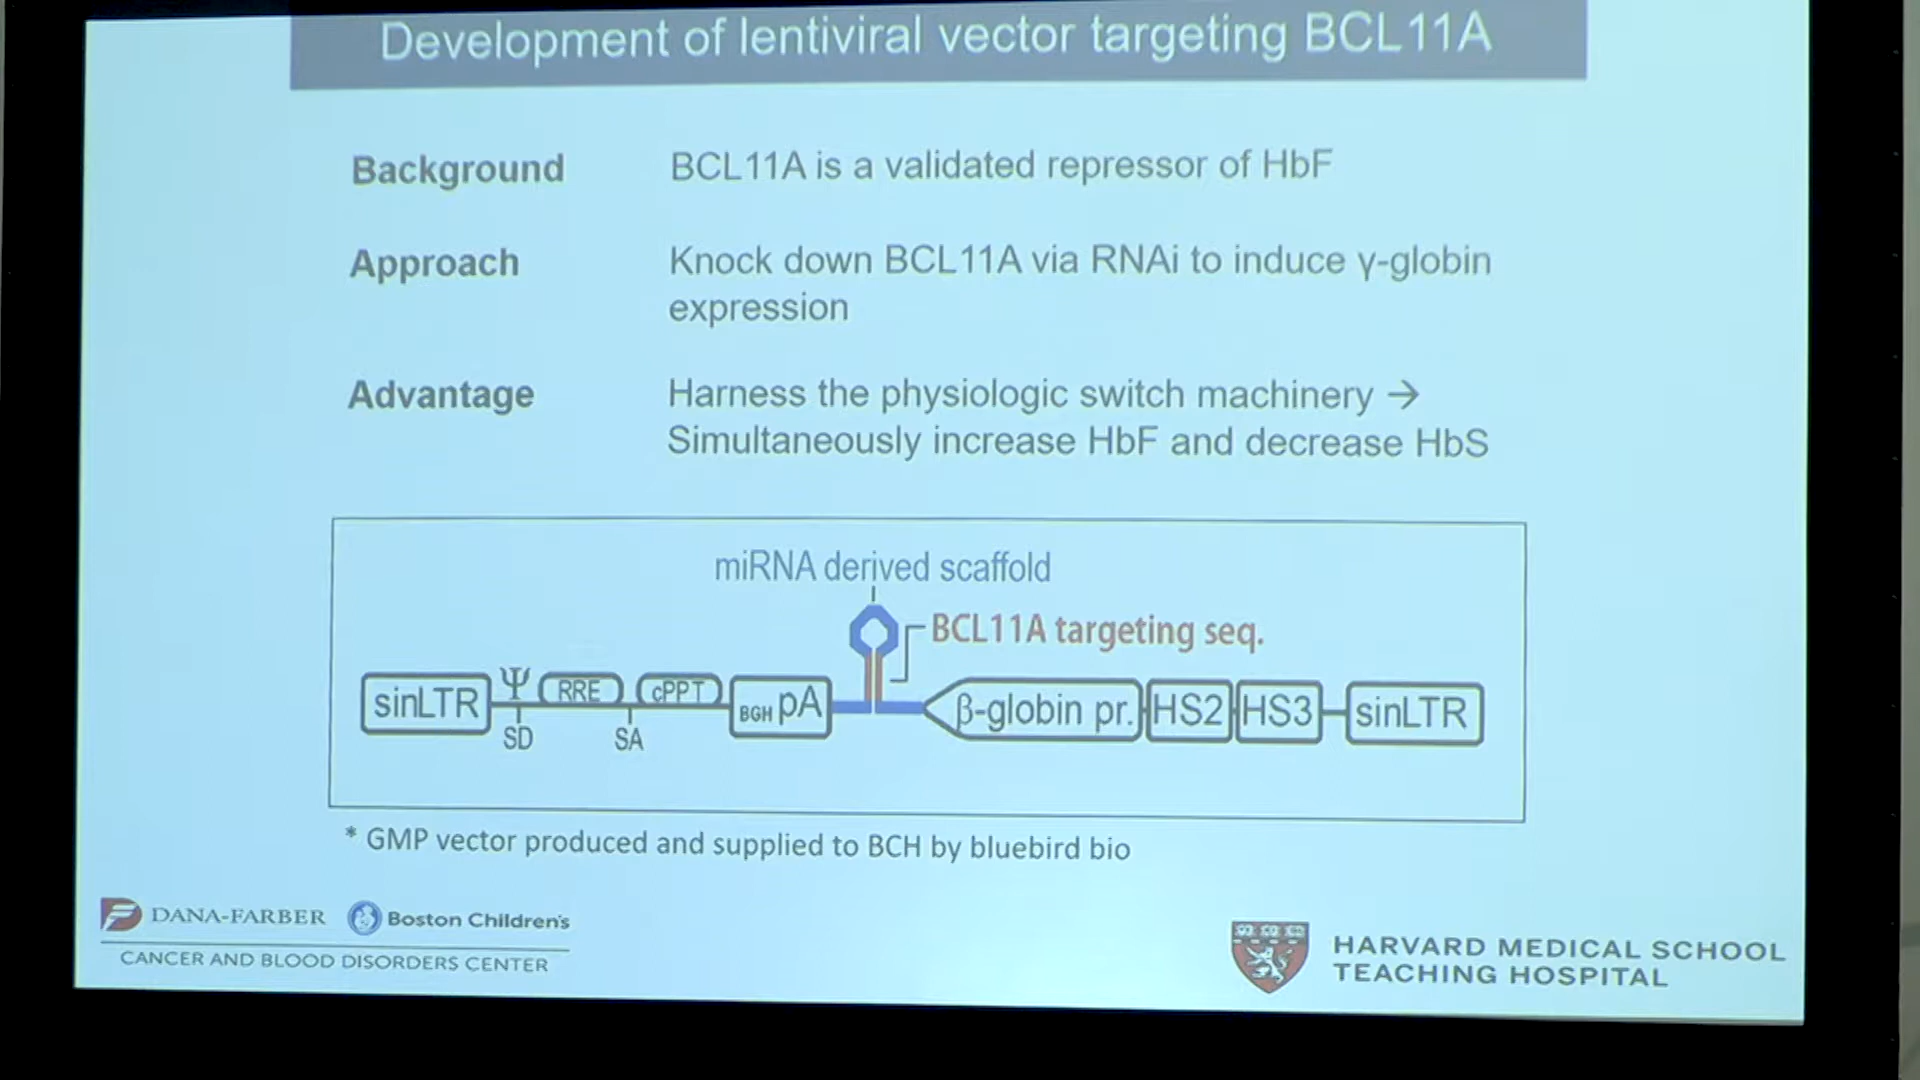 Development of lentiviral vector targeting BCL11A
Background BCL11A is a validated repressor of HbF
Approach Knock down BCL11A via RNAi to induce γ-globin
expression
Advantage Harness the physiologic switch machinery →
Simultaneously increase HbF and decrease HbS
miRNA derived scaffold
BCL11A targeting seq.
sinLTR Ψ RRE cPPT BGH pA β-globin pr. HS2 HS3 sinLTR
SD SA
* GMP vector produced and supplied to BCH by bluebird bio
DANA-FARBER Boston Children's
CANCER AND BLOOD DISORDERS CENTER
HARVARD MEDICAL SCHOOL
TEACHING HOSPITAL